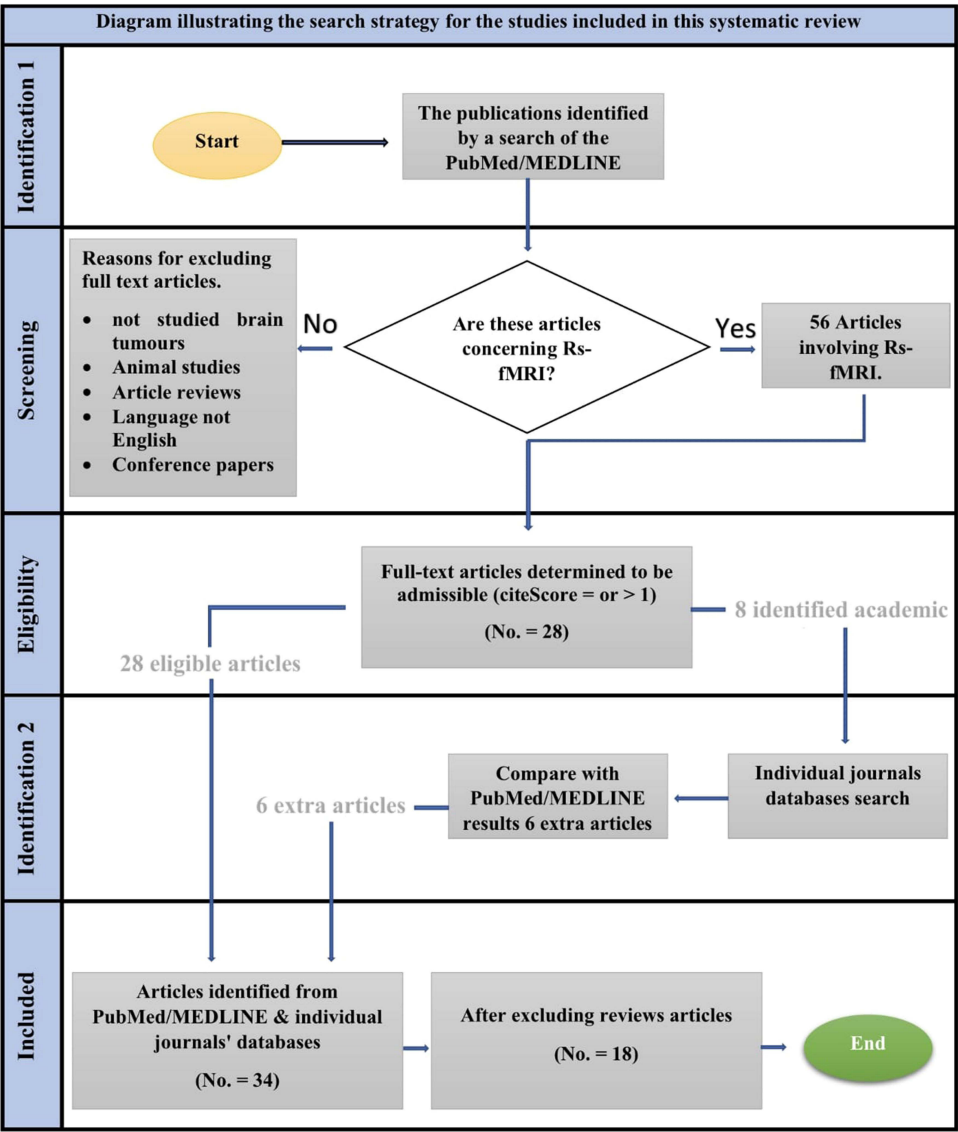 Diagram illustrating the search strategy for the studies included in this systematic review
Identification 1
Start
The publications identified
by a search of the
PubMed/MEDLINE
Screening
Reasons for excluding
full text articles.
• not studied brain
tumours
• Animal studies
• Article reviews
• Language not
English
• Conference papers
No
Are these articles
concerning Rs-
fMRI?
Yes
56 Articles
involving Rs-
fMRI.
Eligibility
Full-text articles determined to be
admissible (citeScore = or > 1)
(No. = 28)
8 identified academic
28 eligible articles
Identification 2
6 extra articles
Compare with
PubMed/MEDLINE
results 6 extra articles
Individual journals
databases search
Included
Articles identified from
PubMed/MEDLINE & individual
journals' databases
(No. = 34)
After excluding reviews articles
(No. = 18)
End